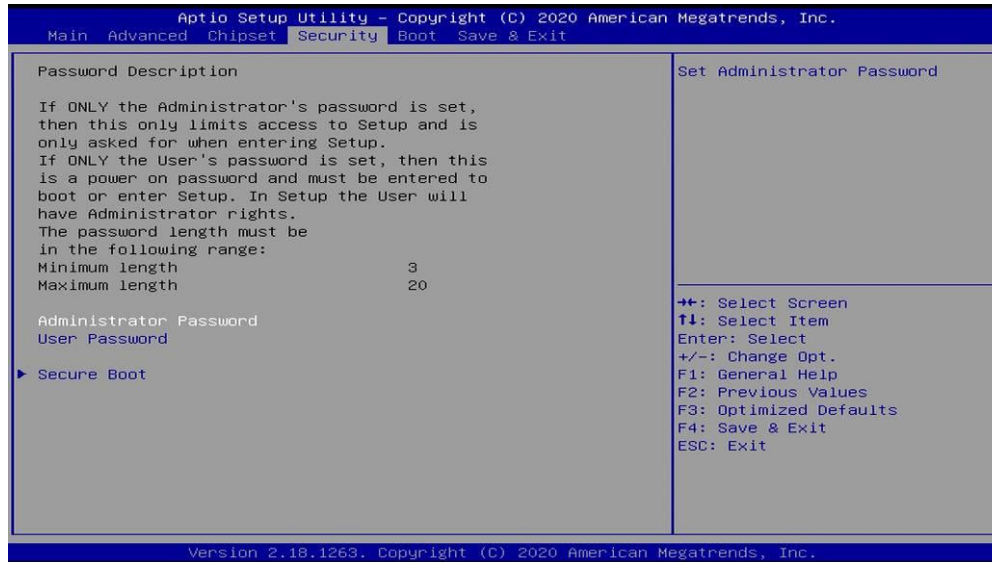 Aptio Setup Utility – Copyright (C) 2020 American Megatrends, Inc.
Main Advanced Chipset Security Boot Save & Exit
Password Description
If ONLY the Administrator's password is set,
then this only limits access to Setup and is
only asked for when entering Setup.
If ONLY the User's password is set, then this
is a power on password and must be entered to
boot or enter Setup. In Setup the User will
have Administrator rights.
The password length must be
in the following range:
Minimum length 3
Maximum length 20
Administrator Password
User Password
Secure Boot
Set Administrator Password
→←: Select Screen
↑↓: Select Item
Enter: Select
+/-: Change Opt.
F1: General Help
F2: Previous Values
F3: Optimized Defaults
F4: Save & Exit
ESC: Exit
Version 2.18.1263. Copyright (C) 2020 American Megatrends, Inc.